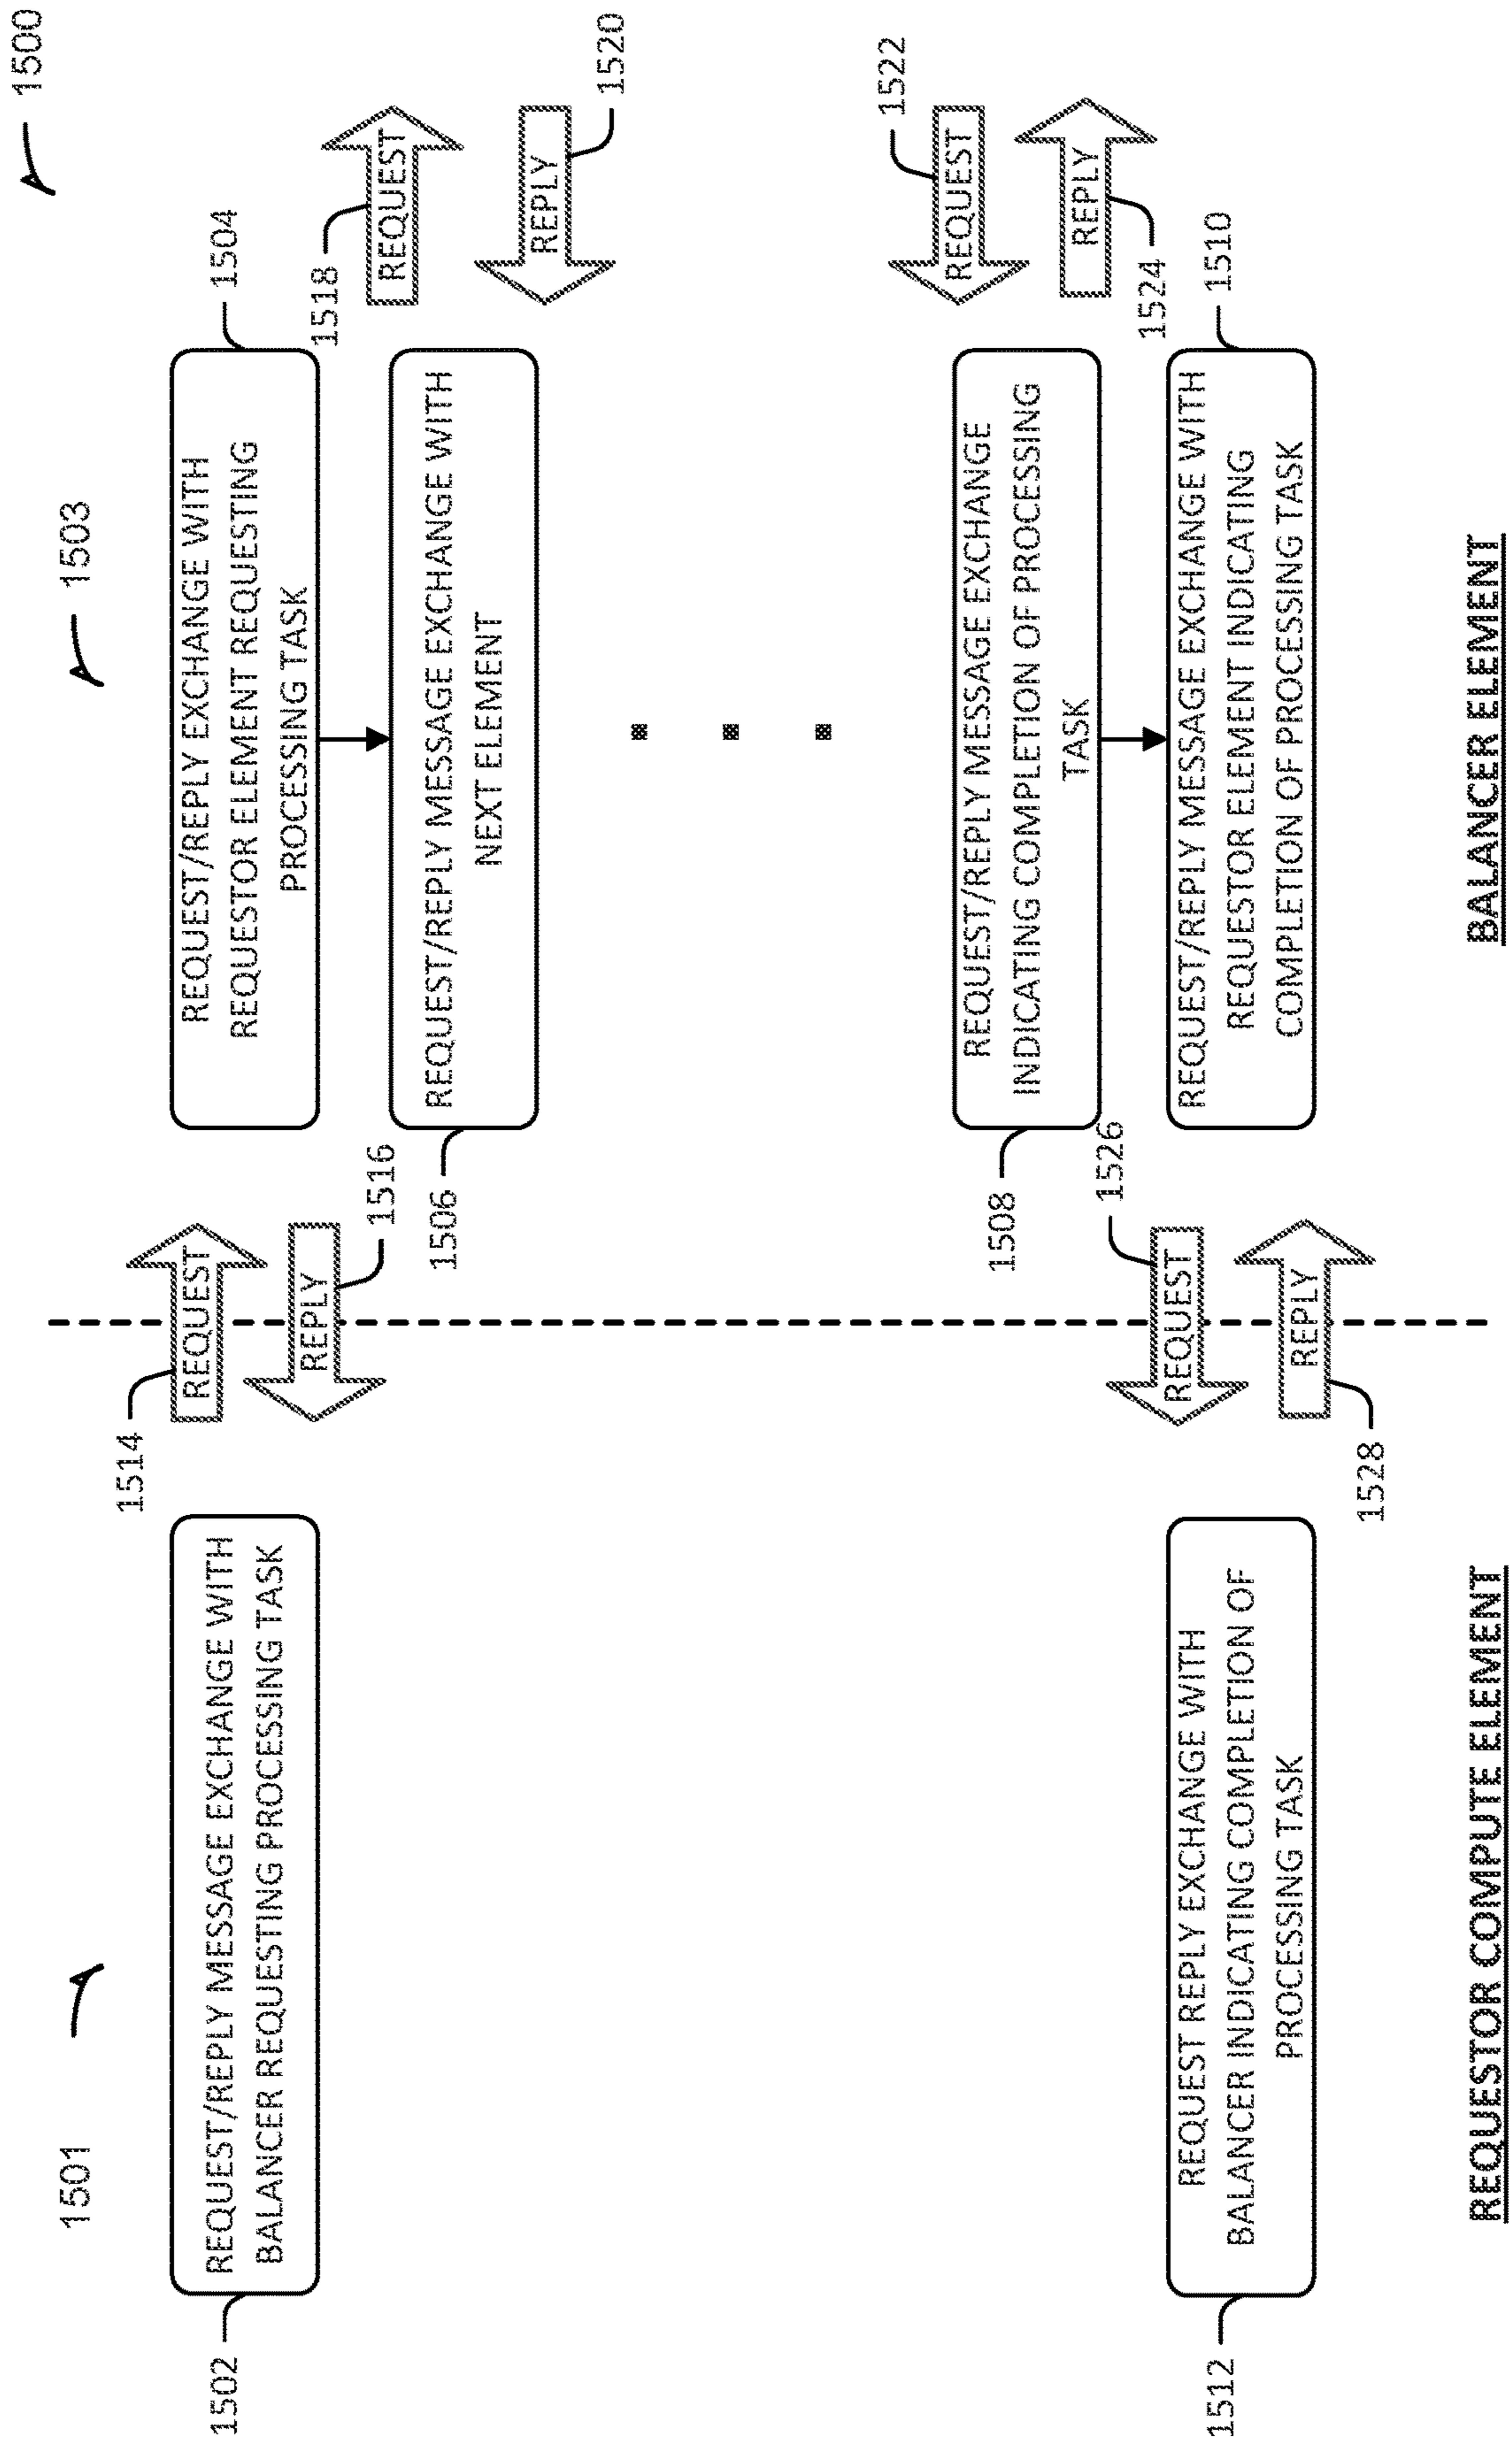 1500
1501
1503
1502
REQUEST/REPLY MESSAGE EXCHANGE WITH
BALANCER REQUESTING PROCESSING TASK
1514
REQUEST
REPLY
1516
REQUEST/REPLY EXCHANGE WITH
REQUESTOR ELEMENT REQUESTING
PROCESSING TASK
1504
1518
REQUEST
REPLY
1520
1506
REQUEST/REPLY MESSAGE EXCHANGE WITH
NEXT ELEMENT
1508
REQUEST/REPLY MESSAGE EXCHANGE
INDICATING COMPLETION OF PROCESSING
TASK
1522
REQUEST
REPLY
1524
1512
REQUEST REPLY EXCHANGE WITH
BALANCER INDICATING COMPLETION OF
PROCESSING TASK
1526
REQUEST
REPLY
1528
REQUEST/REPLY MESSAGE EXCHANGE WITH
REQUESTOR ELEMENT INDICATING
COMPLETION OF PROCESSING TASK
1510
REQUESTOR COMPUTE ELEMENT
BALANCER ELEMENT